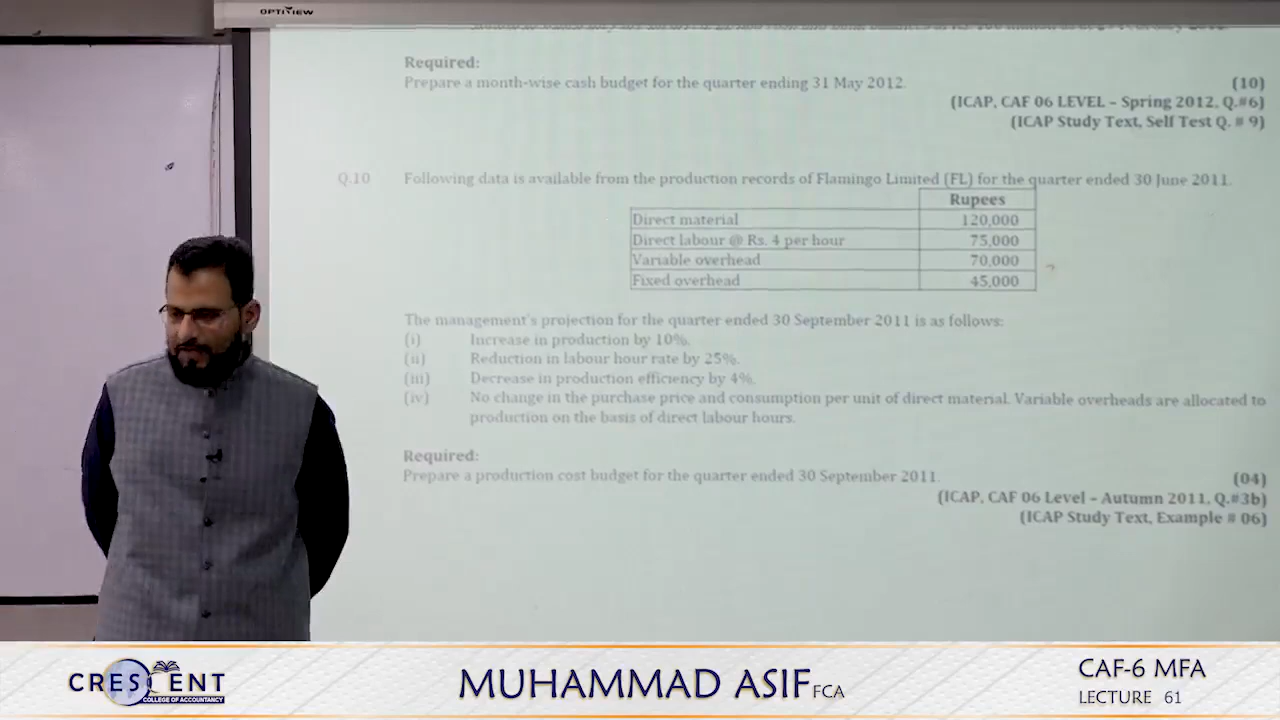 OPTIVIEW
Required:
Prepare a month-wise cash budget for the quarter ending 31 May 2012. (10)
(ICAP, CAF 06 LEVEL – Spring 2012, Q.#6)
(ICAP Study Text, Self Test Q. # 9)
Q.10 Following data is available from the production records of Flamingo Limited (FL) for the quarter ended 30 June 2011.
Rupees
Direct material 120,000
Direct labour @ Rs. 4 per hour 75,000
Variable overhead 70,000
Fixed overhead 45,000
The management's projection for the quarter ended 30 September 2011 is as follows:
(i) Increase in production by 10%.
(ii) Reduction in labour hour rate by 25%.
(iii) Decrease in production efficiency by 4%.
(iv) No change in the purchase price and consumption per unit of direct material. Variable overheads are allocated to
production on the basis of direct labour hours.
Required:
Prepare a production cost budget for the quarter ended 30 September 2011. (04)
(ICAP, CAF 06 Level – Autumn 2011, Q.#3b)
(ICAP Study Text, Example # 06)
CRESCENT
COLLEGE OF ACCOUNTANCY
MUHAMMAD ASIF FCA
CAF-6 MFA
LECTURE 61